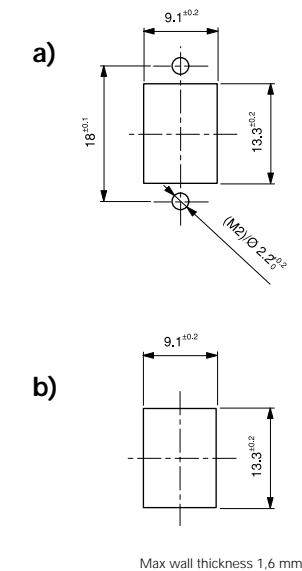 9.1±0.2
a)
18±0.1
13.3±0.2
(M2)/Ø 2.2 +0.2 0
9.1±0.2
b)
13.3±0.2
Max wall thickness 1,6 mm